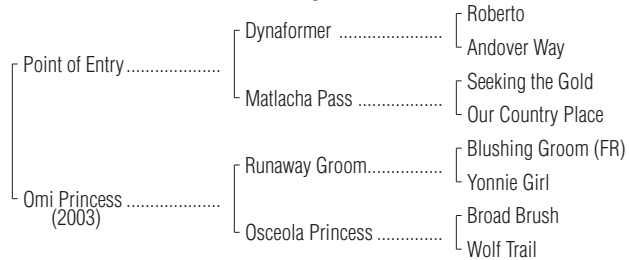 Roberto
Dynaformer ..................
Andover Way
Point of Entry ...................
Seeking the Gold
Matlacha Pass ...............
Our Country Place
Blushing Groom (FR)
Runaway Groom.............
Yonnie Girl
Omi Princess ..................
(2003)
Broad Brush
Osceola Princess ............
Wolf Trail